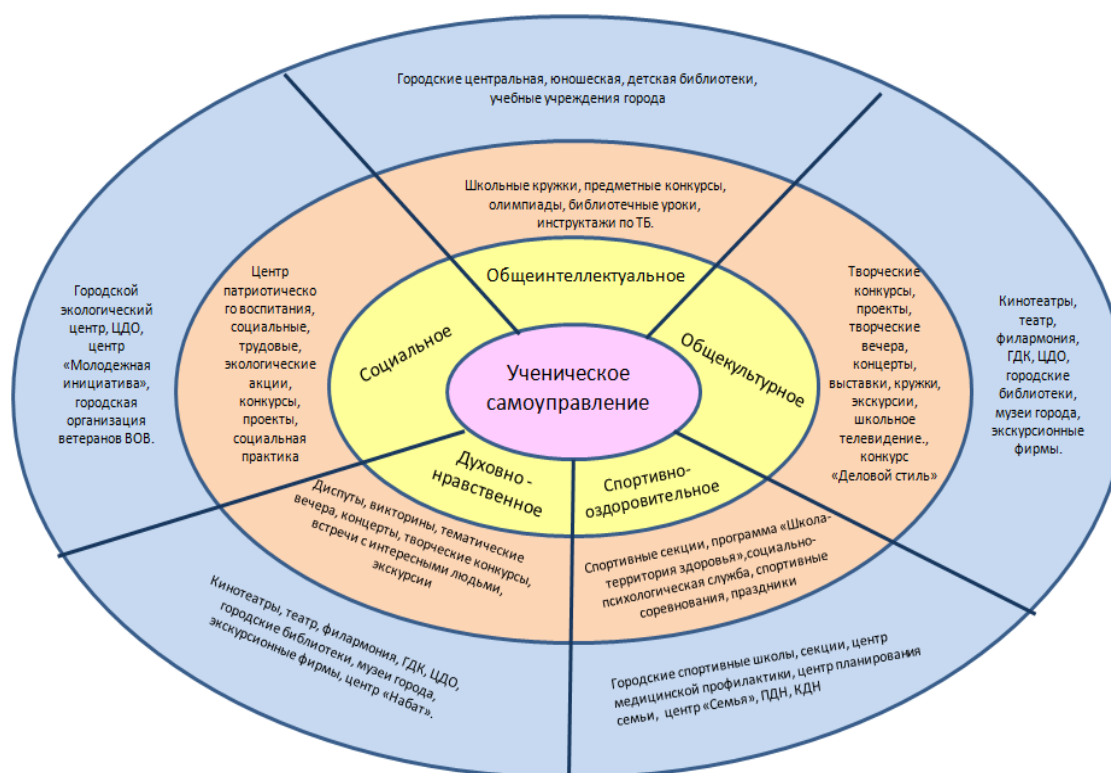 Городские центральная, юношеская, детская библиотеки,
учебные учреждения города
Школьные кружки, предметные конкурсы,
олимпиады, библиотечные уроки,
инструктажи по ТБ.
Общеинтеллектуальное
Городской
экологический
центр, ЦДО,
центр
«Молодежная
инициатива»,
городская
организация
ветеранов ВОВ.
Центр
патриотическо
го воспитания,
социальные,
трудовые,
экологические
акции,
конкурсы,
проекты,
социальная
практика
Социальное
Ученическое
самоуправление
Общекультурное
Творческие
конкурсы,
проекты,
творческие
вечера,
концерты,
выставки, кружки,
экскурсии,
школьное
телевидение.,
конкурс
«Деловой стиль»
Кинотеатры,
театр,
филармония,
ГДК, ЦДО,
городские
библиотеки,
музеи города,
экскурсионные
фирмы.
Духовно -
нравственное
Спортивно-
оздоровительное
Диспуты, викторины, тематические
вечера, концерты, творческие конкурсы,
встречи с интересными людьми,
экскурсии
Спортивные секции, программа «Школа-
территория здоровья»,социально-
психологическая служба, спортивные
соревнования, праздники
Кинотеатры, театр, филармония, ГДК, ЦДО,
городские библиотеки, музеи города,
экскурсионные фирмы, центр «Набат».
Городские спортивные школы, секции, центр
медицинской профилактики, центр планирования
семьи, центр «Семья», ПДН, КДН